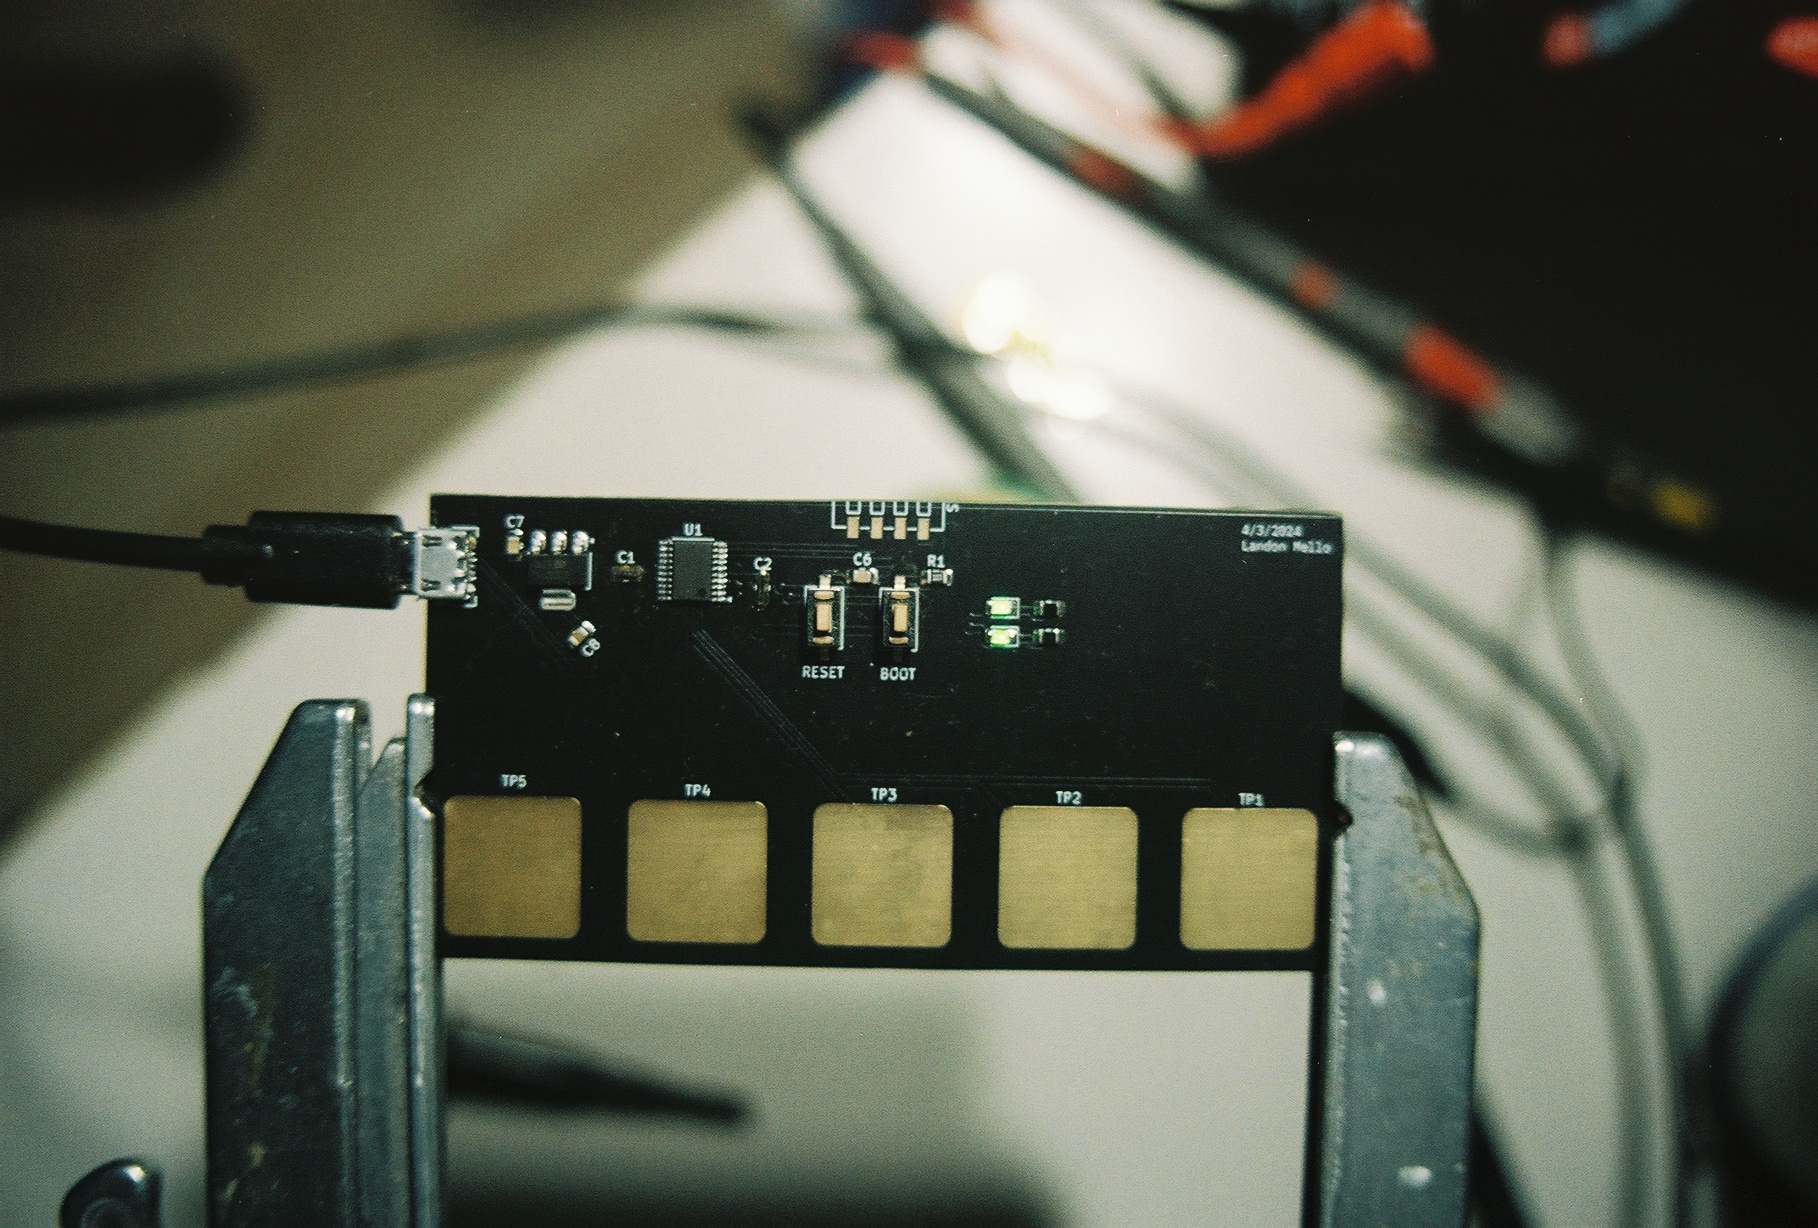 C7
U1
4/3/2024
Landon Mello
C1
C2
C6
R1
C8
RESET
BOOT
TP5
TP4
TP3
TP2
TP1